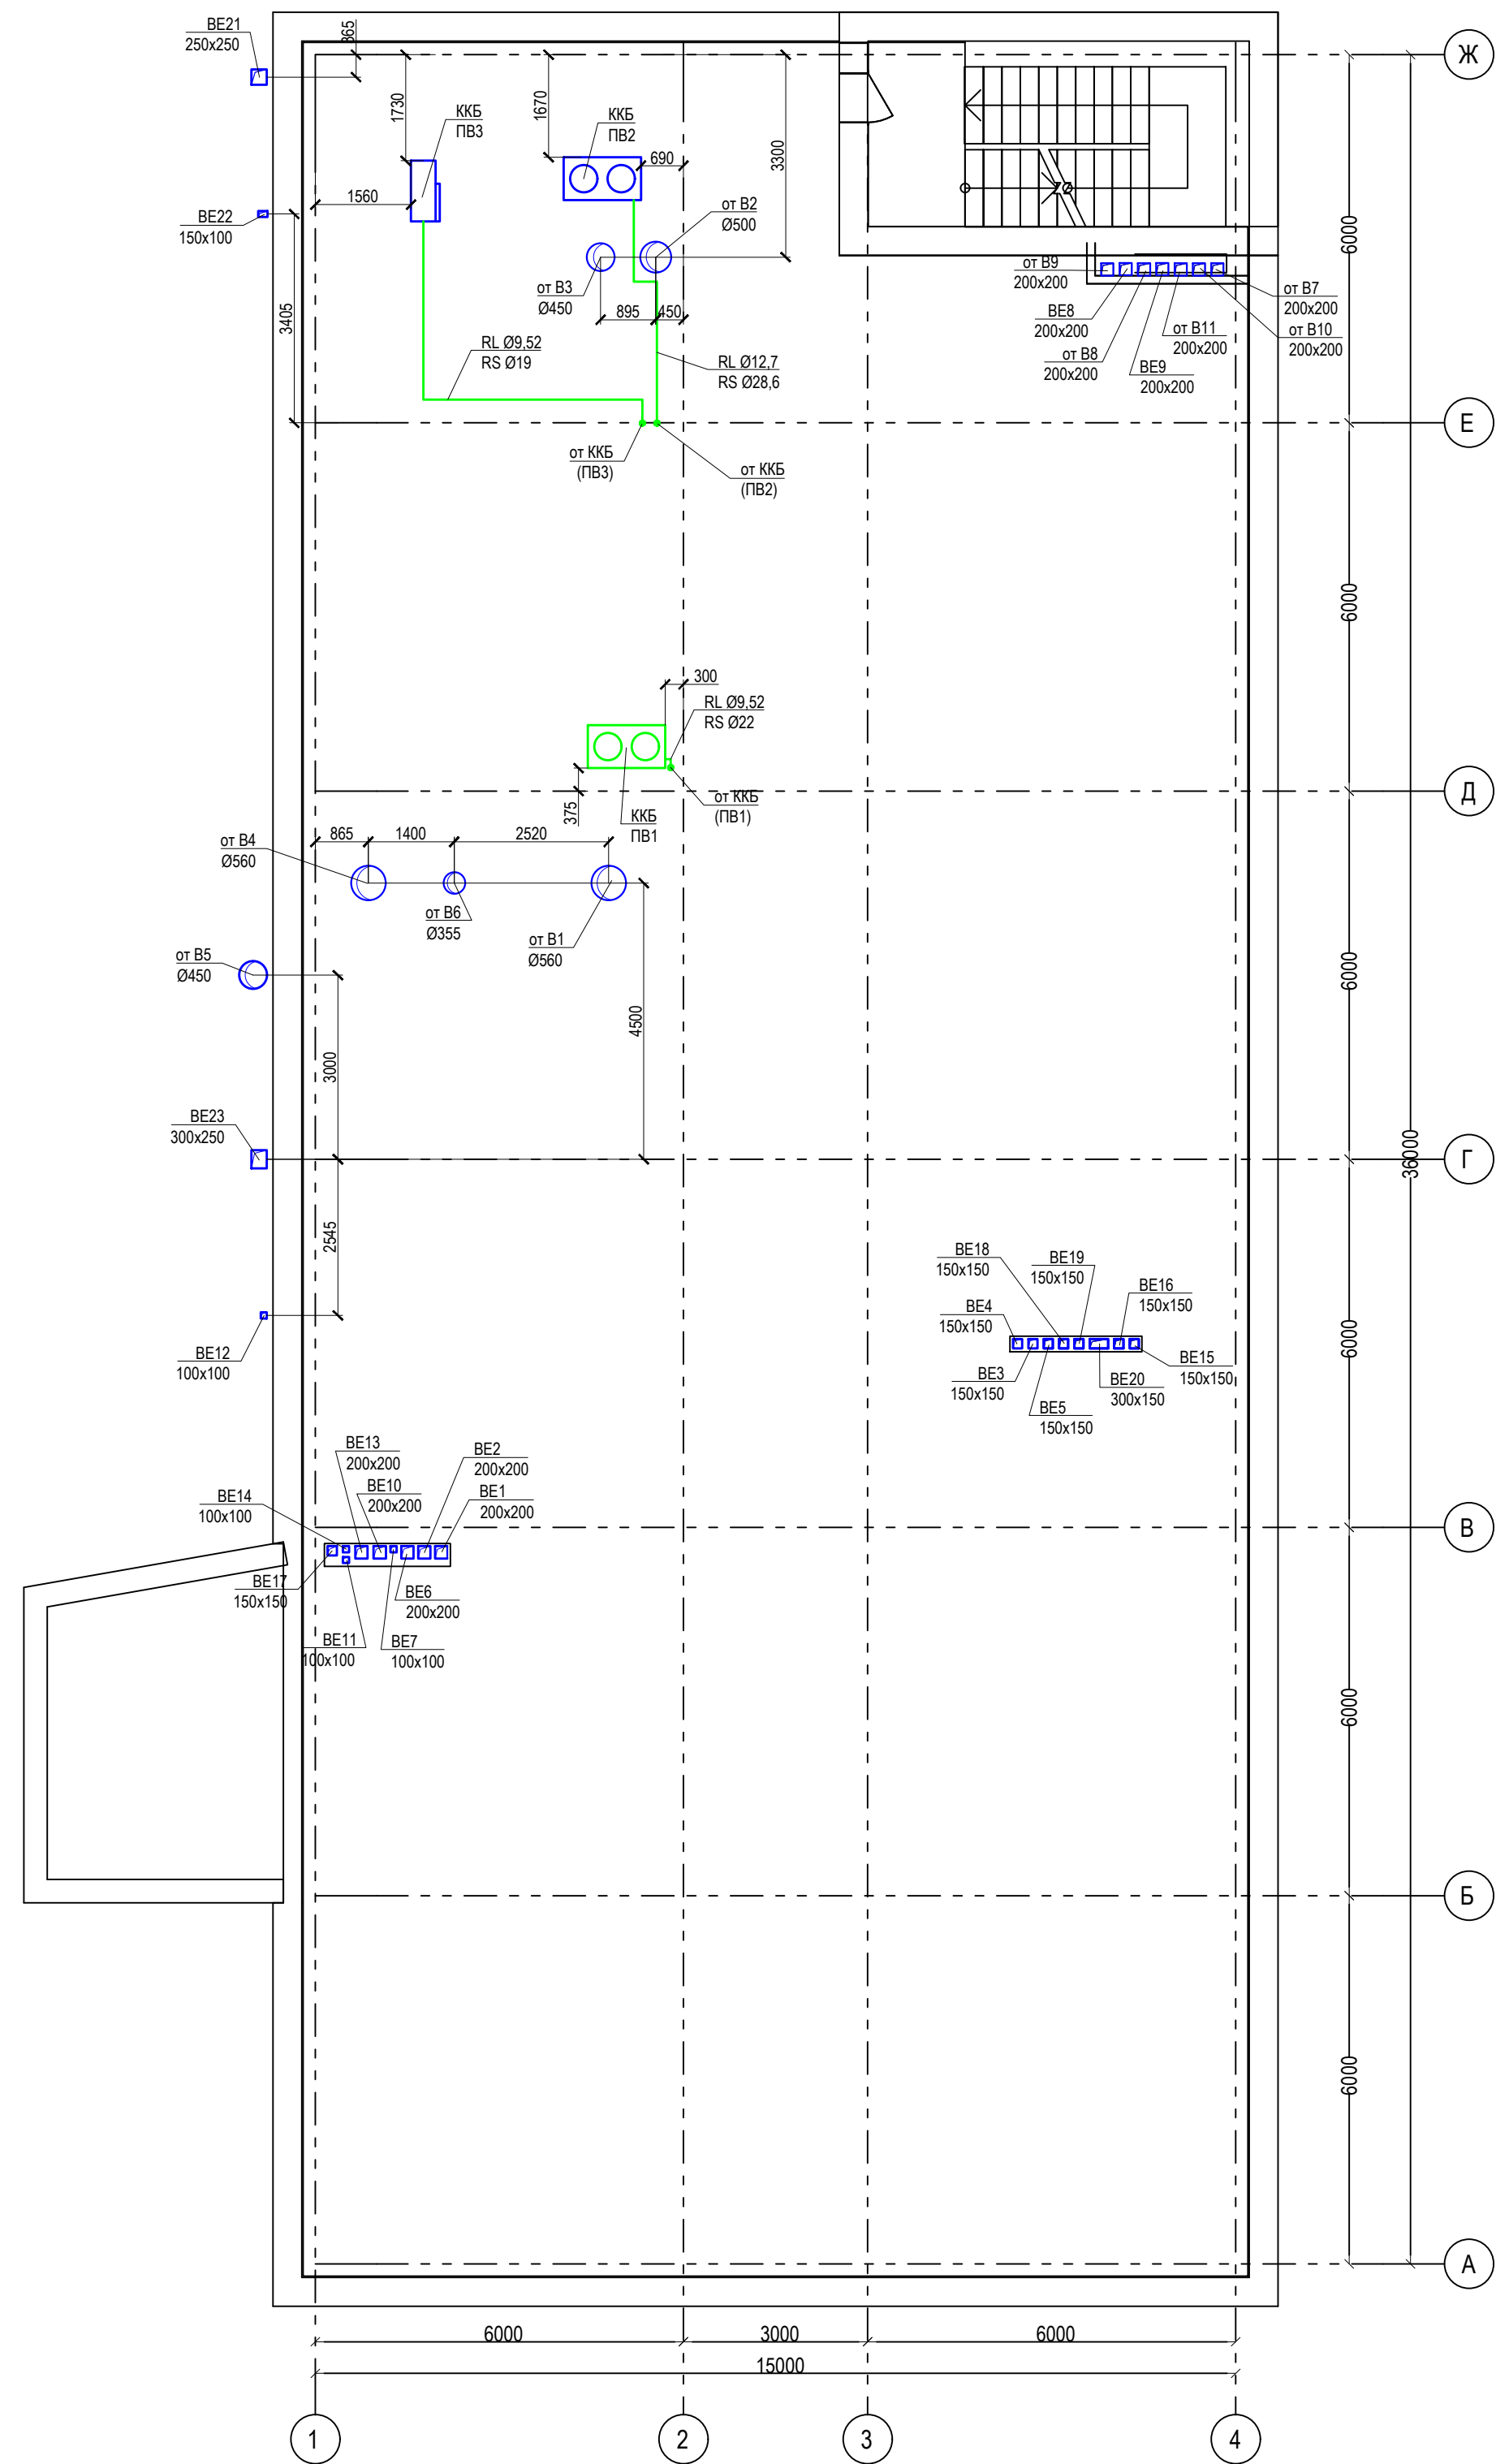 ВЕ21
250х250
365
1730
1670
3300
ККБ
ПВ3
ККБ
ПВ2
690
1560
ВЕ22
150х100
от В2
Ø500
от В3
Ø450
895
450
3405
RL Ø9,52
RS Ø19
RL Ø12,7
RS Ø28,6
от ККБ
(ПВ3)
от ККБ
(ПВ2)
от В9
200х200
ВЕ8
200х200
от В8
200х200
ВЕ9
200х200
от В11
200х200
от В7
200х200
от В10
200х200
Ж
6000
Е
6000
300
RL Ø9,52
RS Ø22
375
ККБ
ПВ1
от ККБ
(ПВ1)
Д
865
1400
2520
от В4
Ø560
от В6
Ø355
от В1
Ø560
от В5
Ø450
3000
4500
6000
ВЕ23
300х250
Г
36000
2545
ВЕ12
100х100
ВЕ18
150х150
ВЕ19
150х150
ВЕ16
150х150
ВЕ4
150х150
ВЕ3
150х150
ВЕ5
150х150
ВЕ20
300х150
ВЕ15
150х150
6000
ВЕ13
200х200
ВЕ2
200х200
ВЕ10
200х200
ВЕ1
200х200
ВЕ14
100х100
ВЕ17
150х150
ВЕ6
200х200
ВЕ11
100х100
ВЕ7
100х100
В
6000
Б
6000
А
6000
3000
6000
15000
1
2
3
4